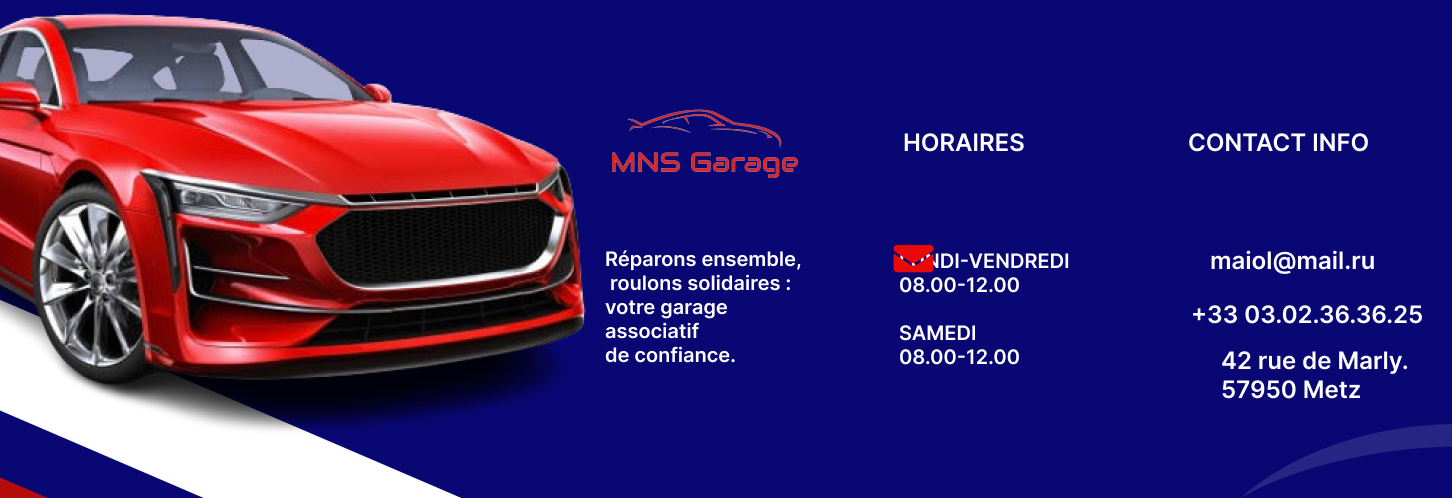 MNS Garage
Réparons ensemble,
roulons solidaires :
votre garage
associatif
de confiance.
HORAIRES
LUNDI-VENDREDI
08.00-12.00
SAMEDI
08.00-12.00
CONTACT INFO
maiol@mail.ru
+33 03.02.36.36.25
42 rue de Marly.
57950 Metz